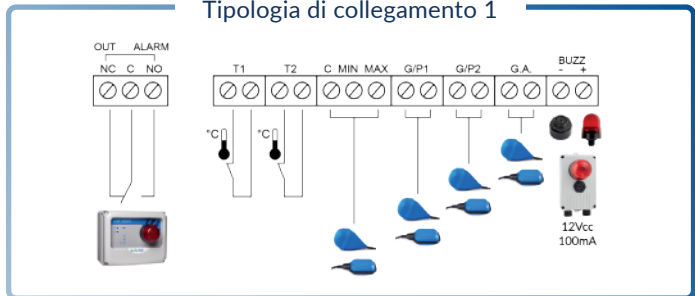 Tipologia di collegamento 1
OUT ALARM
NC C NO
T1 T2 C MIN MAX G/P1 G/P2 G.A. BUZZ
- +
°C °C
12Vcc
100mA